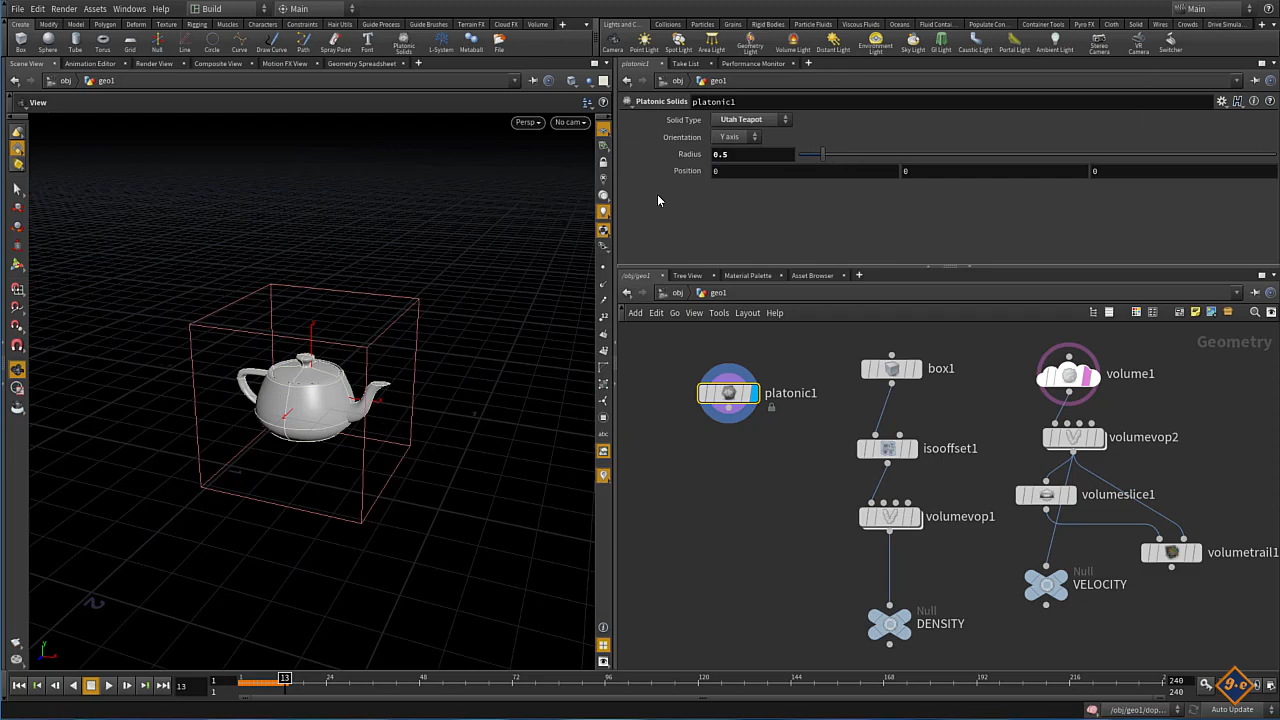 File Edit Render Assets Windows Help Build Main Main
Create Modify Model Polygon Deform Texture Rigging Muscles Characters Constraints Hair Utils Guide Process Guide Brushes Terrain FX Cloud FX Volume
Lights and C... Collisions Particles Grains Rigid Bodies Particle Fluids Viscous Fluids Oceans Fluid Contai... Populate Con... Container Tools Pyro FX Cloth Solid Wires Crowds Drive Simula...
Box Sphere Tube Torus Grid Null Line Circle Curve Draw Curve Path Spray Paint Font Platonic Solids L-System Metaball File
Camera Point Light Spot Light Area Light Geometry Light Volume Light Distant Light Environment Light Sky Light GI Light Caustic Light Portal Light Ambient Light Stereo Camera VR Camera Switcher
Scene View Animation Editor Render View Composite View Motion FX View Geometry Spreadsheet
platonic1 Take List Performance Monitor
obj geo1
obj geo1
View
Persp No cam
Platonic Solids platonic1
Solid Type Utah Teapot
Orientation Y axis
Radius 0.5
Position 0 0 0
/obj/geo1 Tree View Material Palette Asset Browser
obj geo1
Add Edit Go View Tools Layout Help
Geometry
platonic1
box1
volume1
volumevop2
isooffset1
volumeslice1
volumevop1
volumetrail1
Null
VELOCITY
Null
DENSITY
13 1 1 1 13 24 48 72 96 120 144 168 192 216 240 240
/obj/geo1/dop... Auto Update